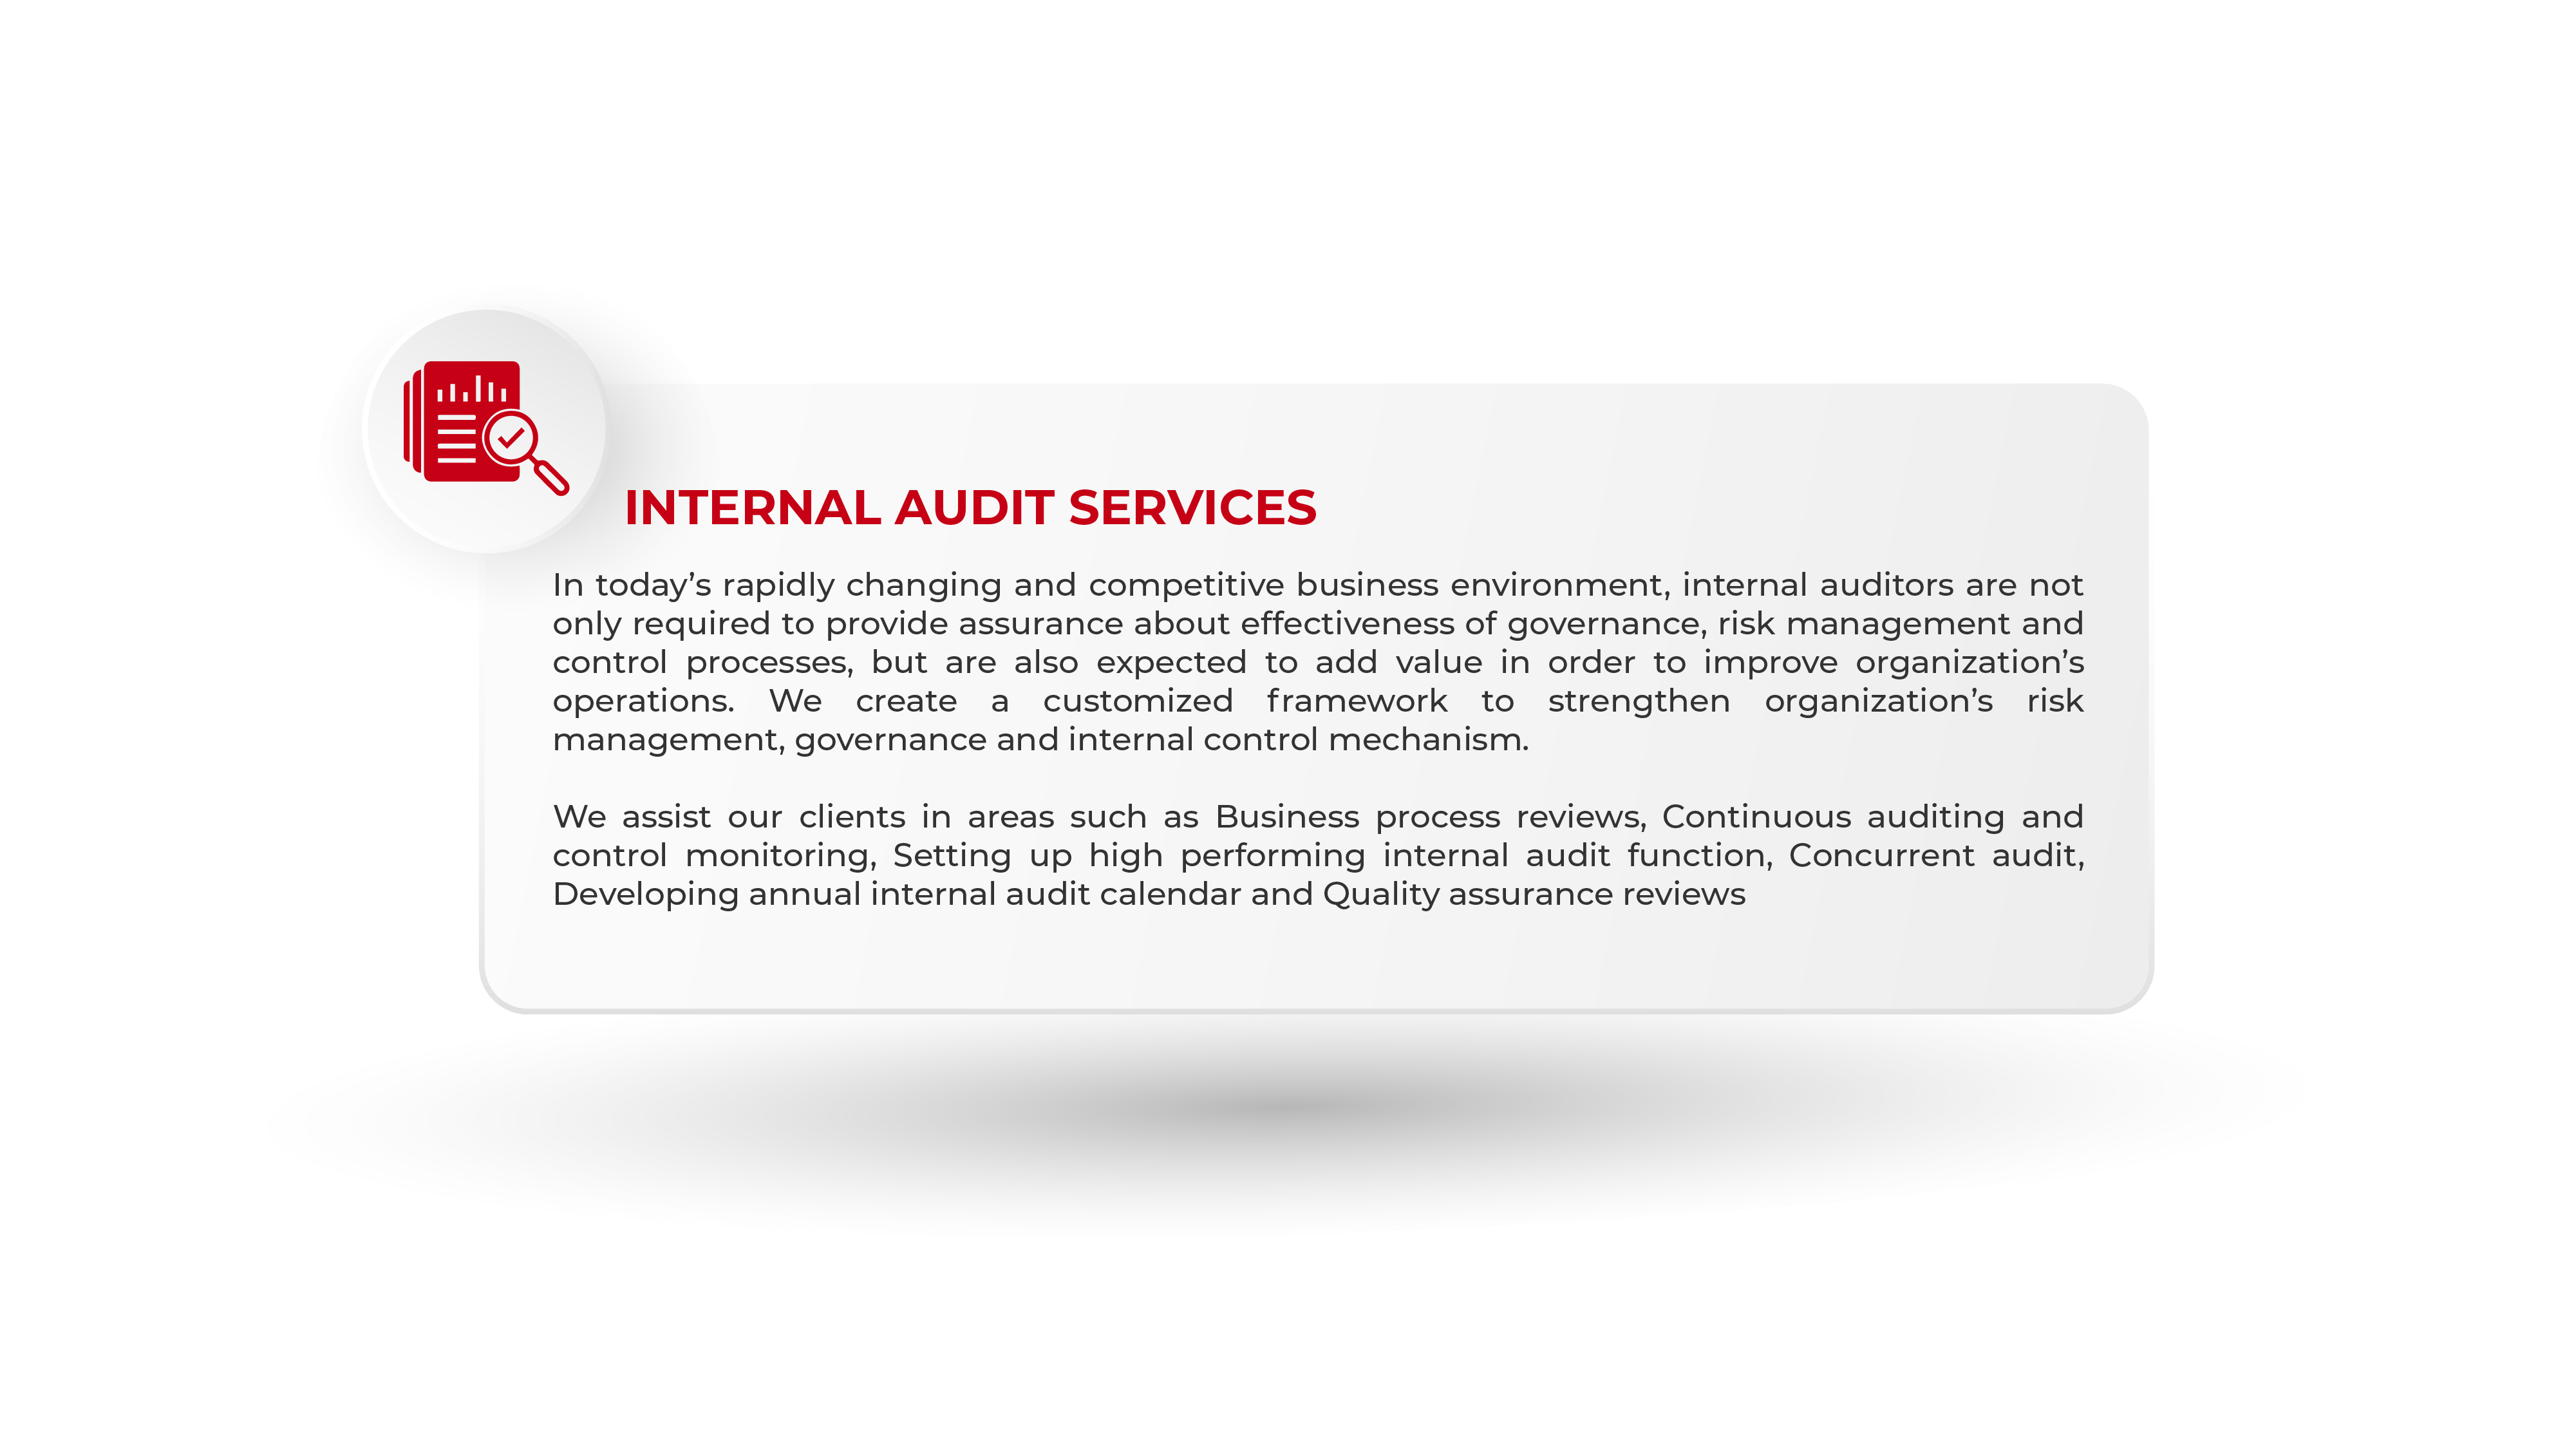 INTERNAL AUDIT SERVICES
In today’s rapidly changing and competitive business environment, internal auditors are not
only required to provide assurance about effectiveness of governance, risk management and
control processes, but are also expected to add value in order to improve organization’s
operations. We create a customized framework to strengthen organization’s risk
management, governance and internal control mechanism.
We assist our clients in areas such as Business process reviews, Continuous auditing and
control monitoring, Setting up high performing internal audit function, Concurrent audit,
Developing annual internal audit calendar and Quality assurance reviews